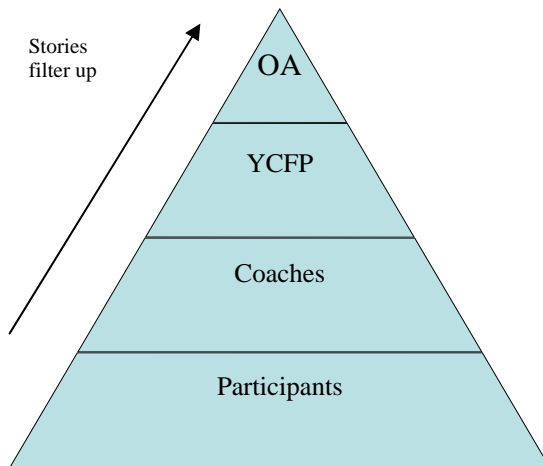 Stories
filter up
OA
YCFP
Coaches
Participants